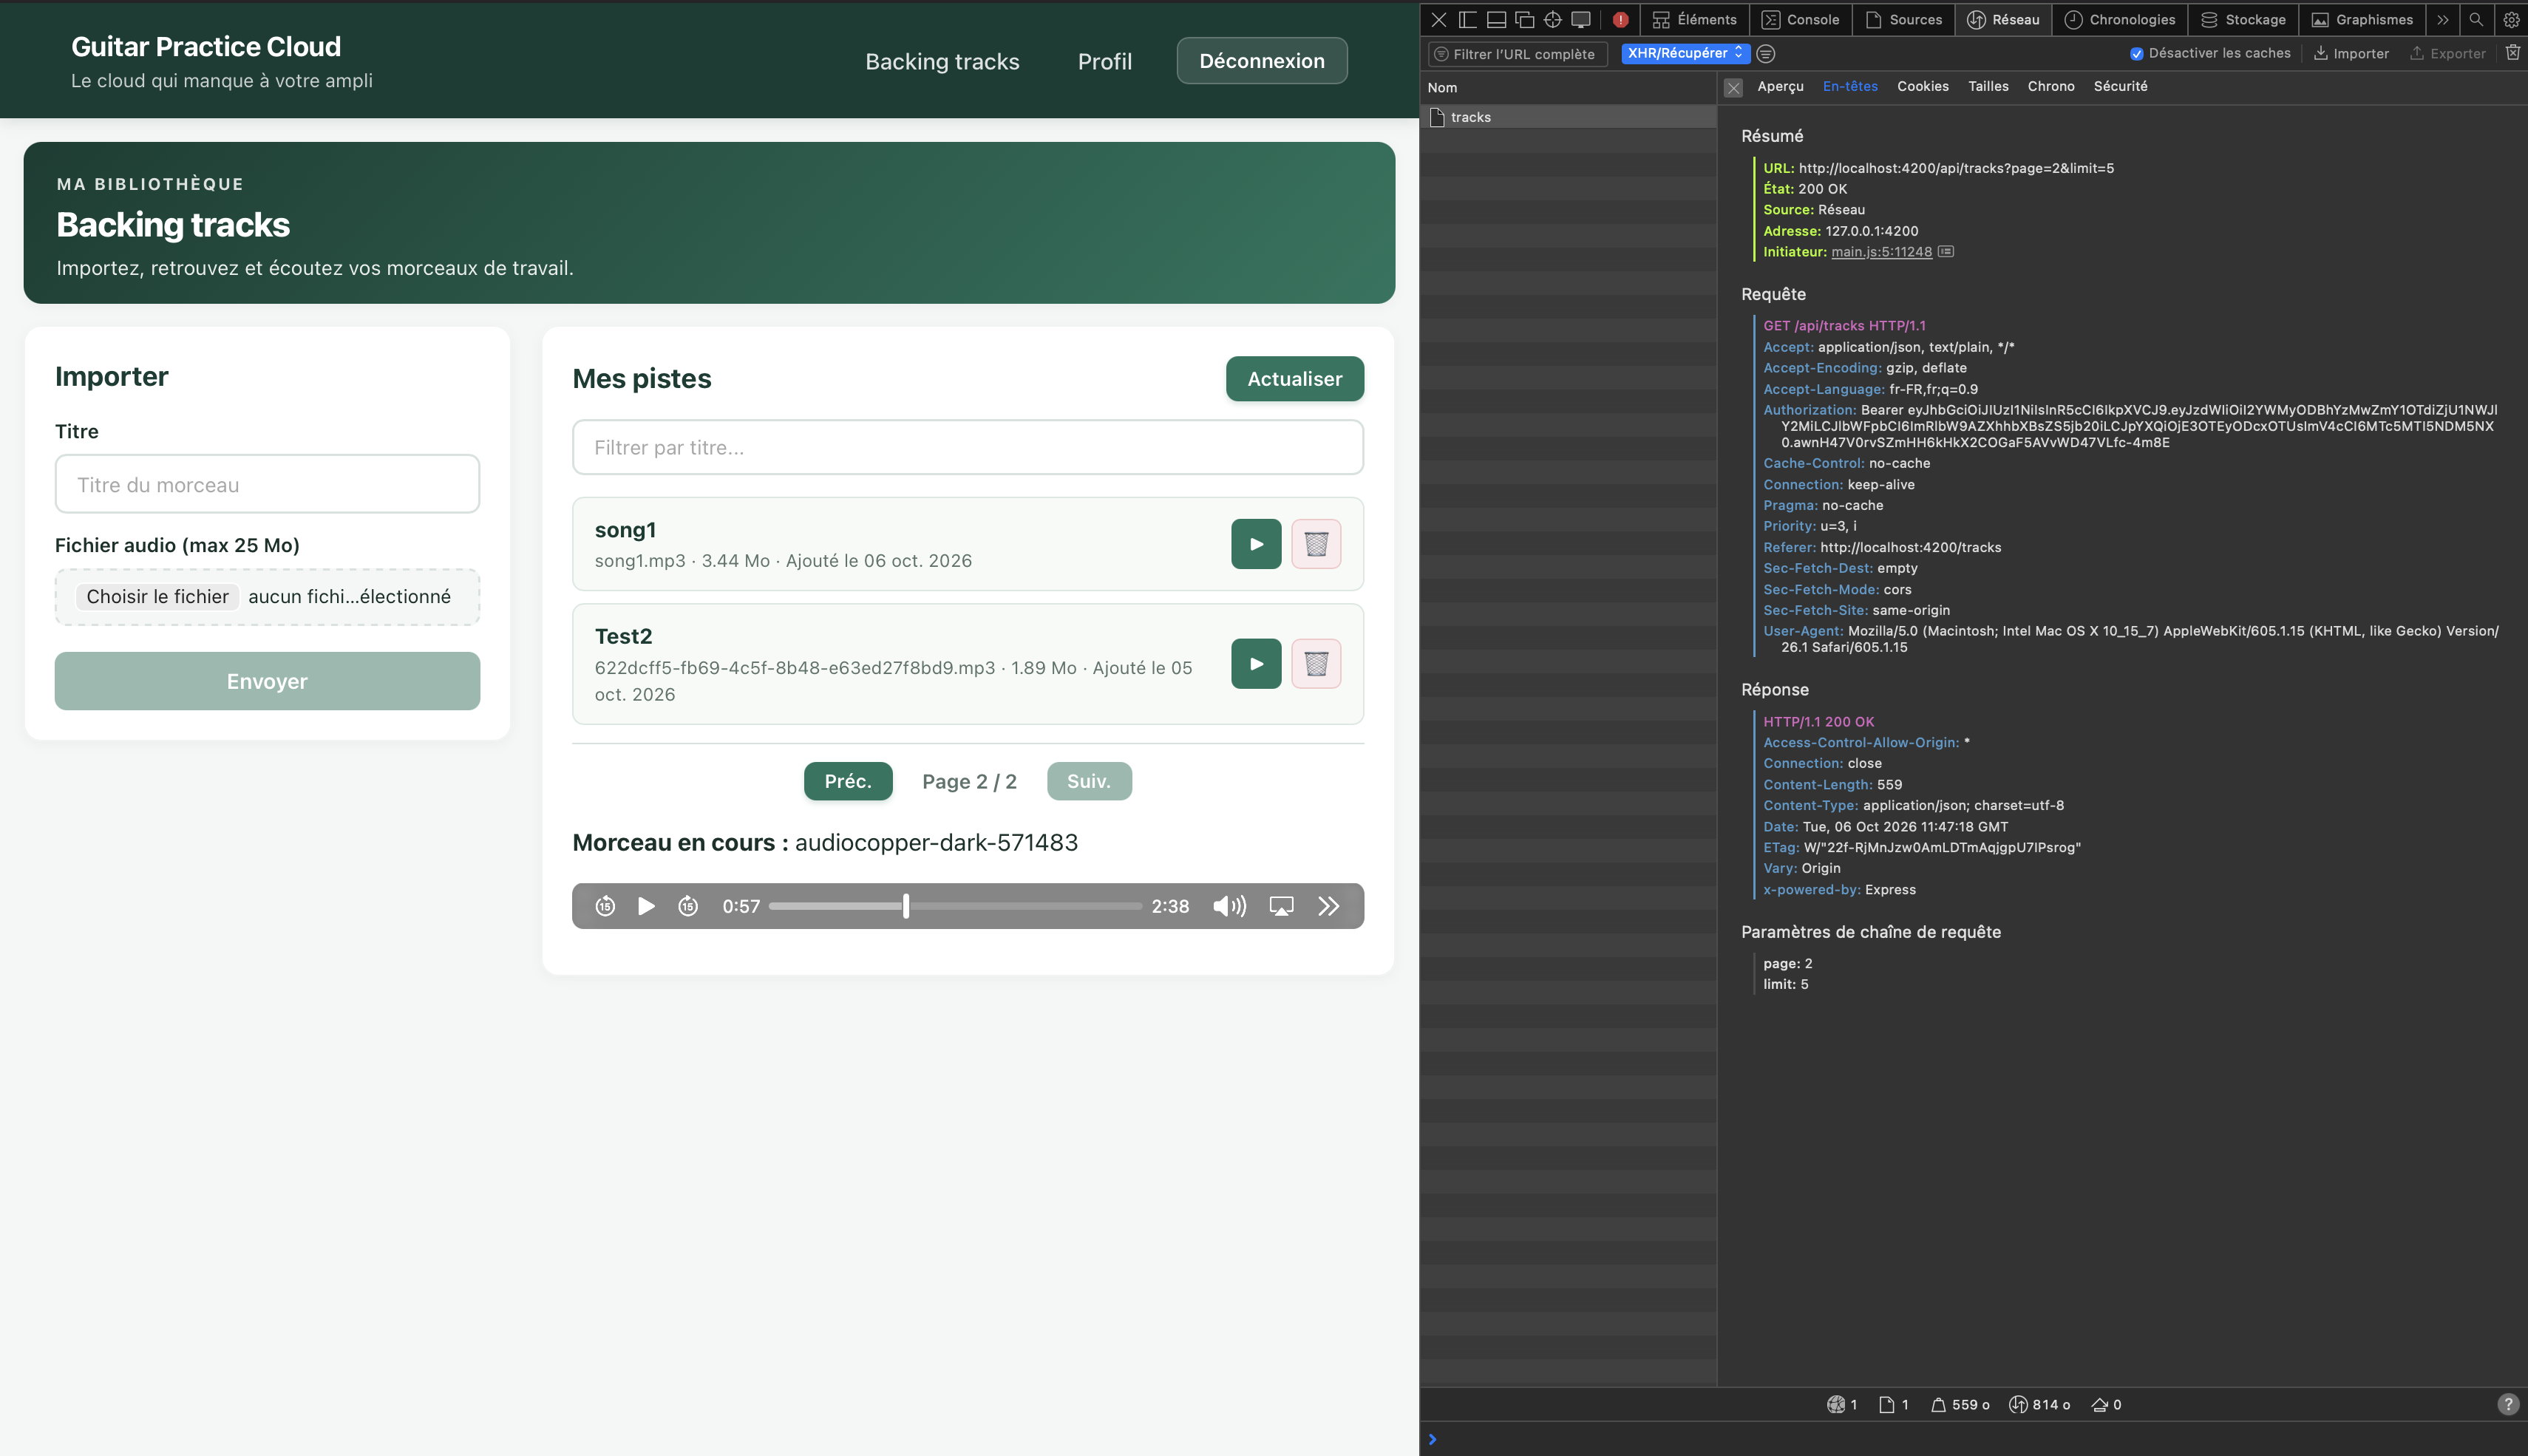 Guitar Practice Cloud
Le cloud qui manque à votre ampli
Backing tracks
Profil
Déconnexion
MA BIBLIOTHÈQUE
Backing tracks
Importez, retrouvez et écoutez vos morceaux de travail.
Importer
Titre
Titre du morceau
Fichier audio (max 25 Mo)
Choisir le fichier aucun fichi...électionné
Envoyer
Mes pistes
Actualiser
Filtrer par titre...
song1
song1.mp3 · 3.44 Mo · Ajouté le 06 oct. 2026
Test2
622dcff5-fb69-4c5f-8b48-e63ed27f8bd9.mp3 · 1.89 Mo · Ajouté le 05
oct. 2026
Préc.
Page 2 / 2
Suiv.
Morceau en cours : audiocopper-dark-571483
15
15
0:57
2:38
Éléments
Console
Sources
Réseau
Chronologies
Stockage
Graphismes
Filtrer l'URL complète
XHR/Récupérer
Désactiver les caches
Importer
Exporter
Nom
tracks
Aperçu
En-têtes
Cookies
Tailles
Chrono
Sécurité
Résumé
URL: http://localhost:4200/api/tracks?page=2&limit=5
État: 200 OK
Source: Réseau
Adresse: 127.0.0.1:4200
Initiateur: main.js:5:11248
Requête
GET /api/tracks HTTP/1.1
Accept: application/json, text/plain, */*
Accept-Encoding: gzip, deflate
Accept-Language: fr-FR,fr;q=0.9
Authorization: Bearer
Cache-Control: no-cache
Connection: keep-alive
Pragma: no-cache
Priority: u=3, i
Referer: http://localhost:4200/tracks
Sec-Fetch-Dest: empty
Sec-Fetch-Mode: cors
Sec-Fetch-Site: same-origin
User-Agent: Mozilla/5.0 (Macintosh; Intel Mac OS X 10_15_7) AppleWebKit/605.1.15 (KHTML, like Gecko) Version/
26.1 Safari/605.1.15
Réponse
HTTP/1.1 200 OK
Access-Control-Allow-Origin: *
Connection: close
Content-Length: 559
Content-Type: application/json; charset=utf-8
Date: Tue, 06 Oct 2026 11:47:18 GMT
ETag:
Vary: Origin
x-powered-by: Express
Paramètres de chaîne de requête
page: 2
limit: 5
1
1
559 o
814 o
0
?